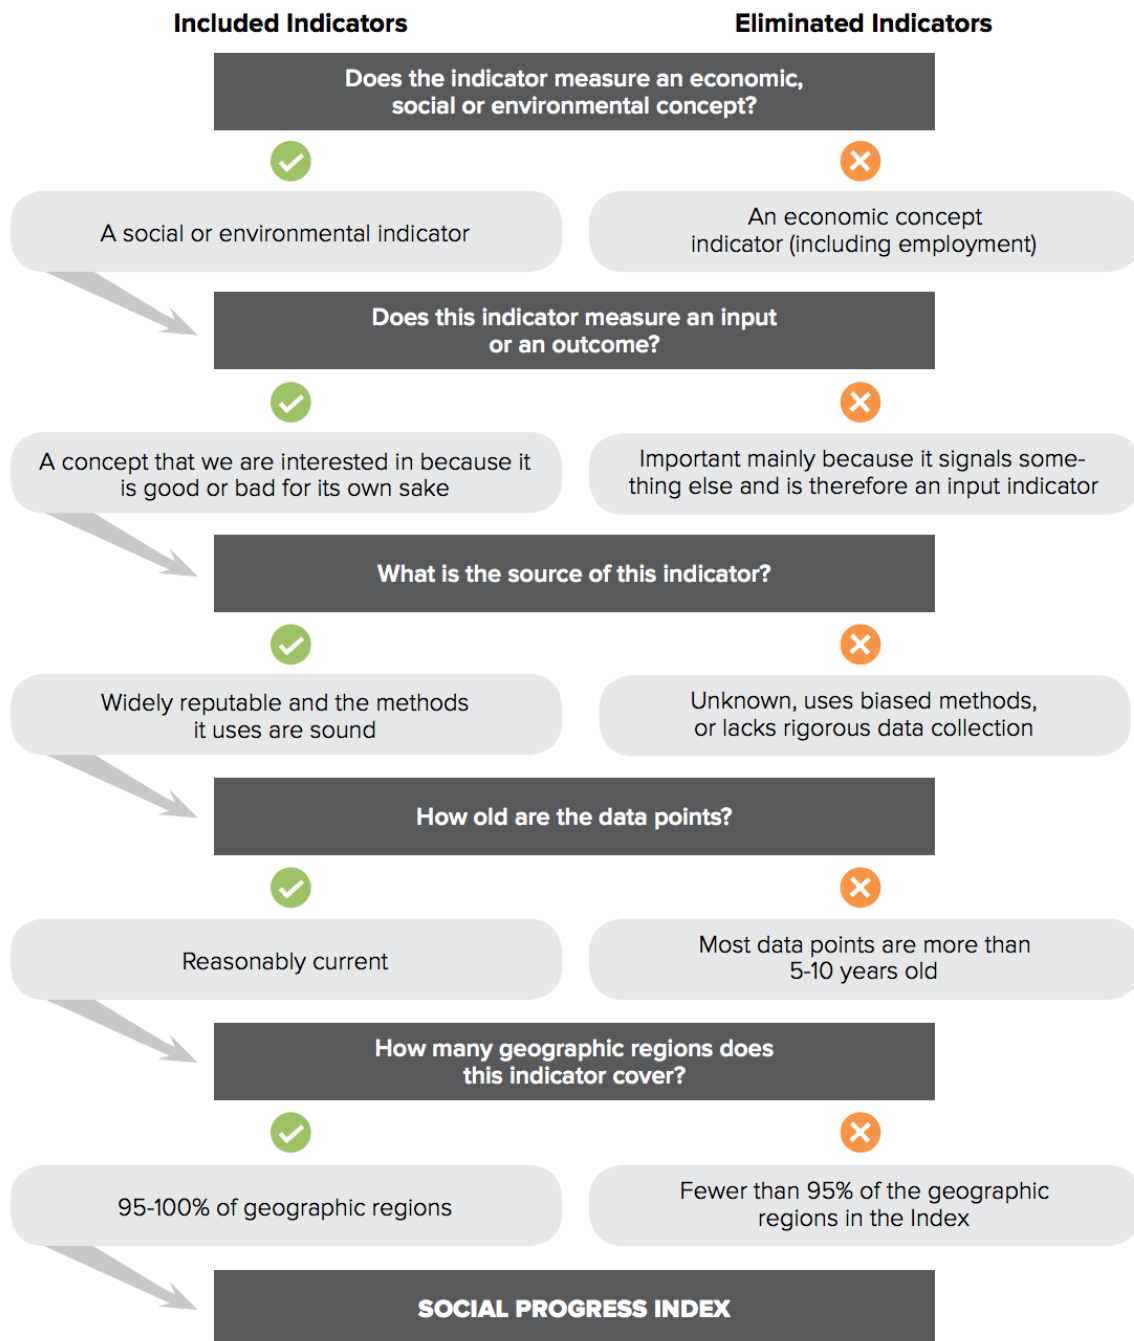 Included Indicators
Eliminated Indicators
Does the indicator measure an economic,
social or environmental concept?
A social or environmental indicator
An economic concept
indicator (including employment)
Does this indicator measure an input
or an outcome?
A concept that we are interested in because it
is good or bad for its own sake
Important mainly because it signals some-
thing else and is therefore an input indicator
What is the source of this indicator?
Widely reputable and the methods
it uses are sound
Unknown, uses biased methods,
or lacks rigorous data collection
How old are the data points?
Reasonably current
Most data points are more than
5-10 years old
How many geographic regions does
this indicator cover?
95-100% of geographic regions
Fewer than 95% of the geographic
regions in the Index
SOCIAL PROGRESS INDEX